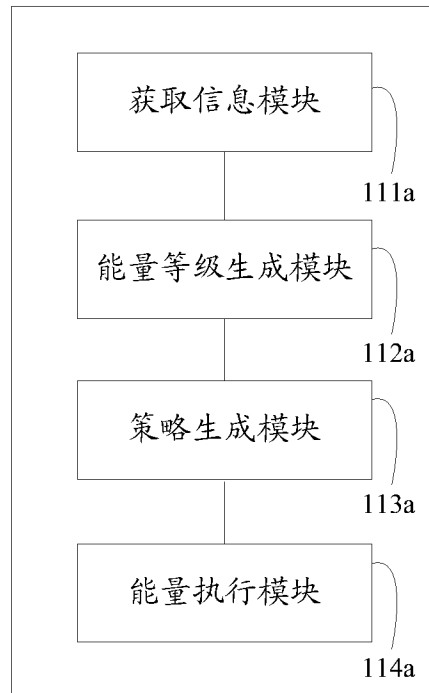 获取信息模块
111a
能量等级生成模块
112a
策略生成模块
113a
能量执行模块
114a